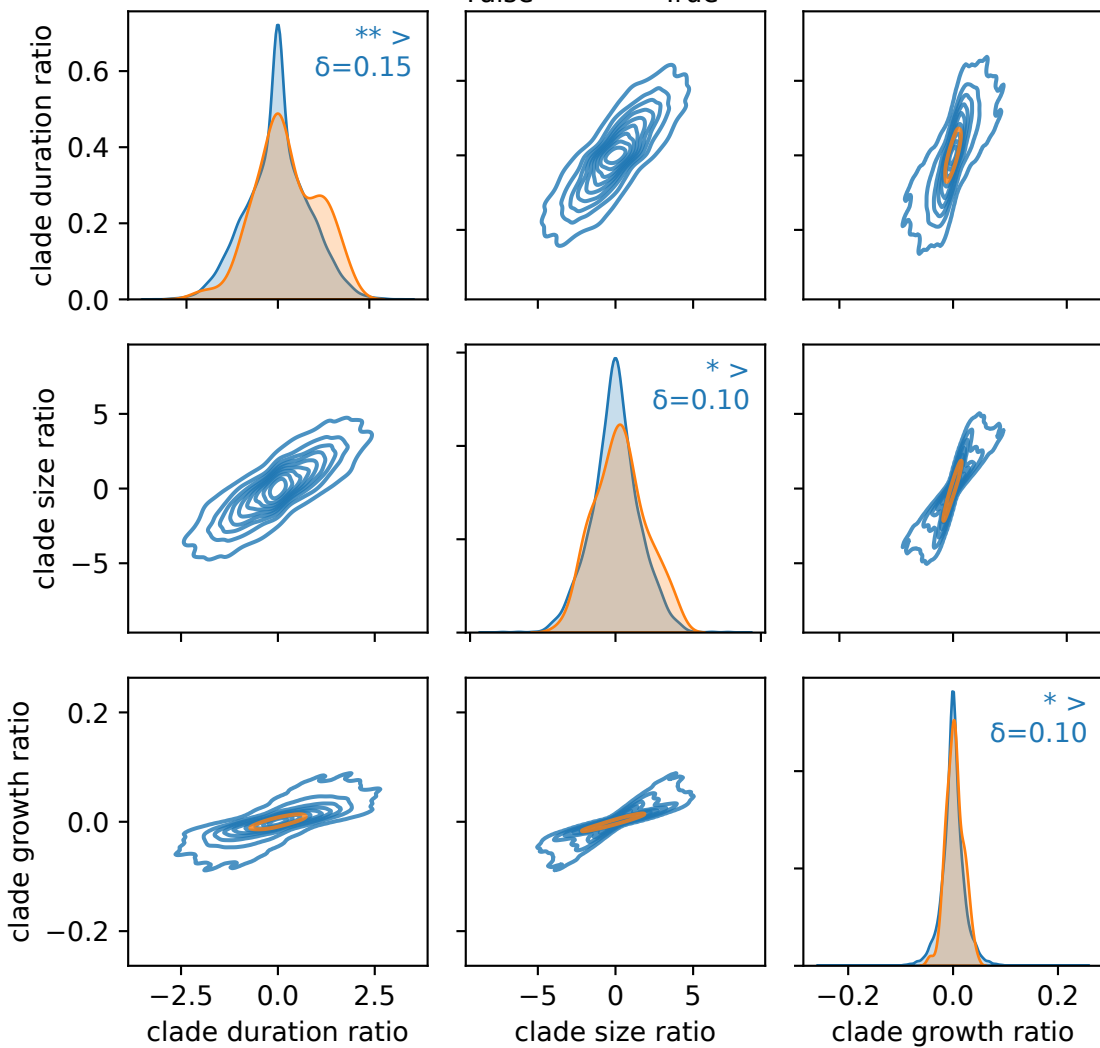 clade duration ratio
0.6
0.4
0.2
0.0
** >
δ=0.15
clade size ratio
5
0
−5
* >
δ=0.10
clade growth ratio
0.2
0.0
−0.2
* >
δ=0.10
−2.5 0.0 2.5
−5 0 5
−0.2 0.0 0.2
clade duration ratio
clade size ratio
clade growth ratio